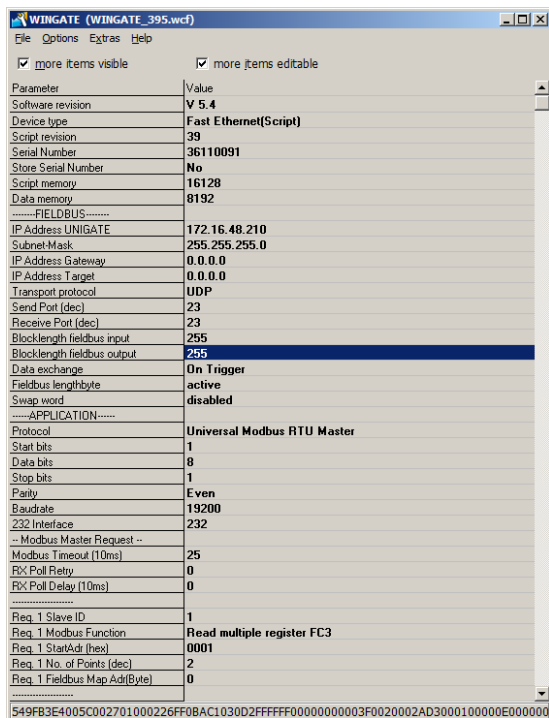 WINGATE (WINGATE_395.wcf)
File Options Extras Help
more items visible more items editable
Parameter Value
Software revision V 5.4
Device type Fast Ethernet(Script)
Script revision 39
Serial Number 36110091
Store Serial Number No
Script memory 16128
Data memory 8192
--------FIELDBUS--------
IP Address UNIGATE 172.16.48.210
Subnet-Mask 255.255.255.0
IP Address Gateway 0.0.0.0
IP Address Target 0.0.0.0
Transport protocol UDP
Send Port (dec) 23
Receive Port (dec) 23
Blocklength fieldbus input 255
Blocklength fieldbus output 255
Data exchange On Trigger
Fieldbus lengthbyte active
Swap word disabled
------APPLICATION------
Protocol Universal Modbus RTU Master
Start bits 1
Data bits 8
Stop bits 1
Parity Even
Baudrate 19200
232 Interface 232
-- Modbus Master Request --
Modbus Timeout (10ms) 25
RX Poll Retry 0
RX Poll Delay (10ms) 0
---------------------
Req. 1 Slave ID 1
Req. 1 Modbus Function Read multiple register FC3
Req. 1 StartAdr (hex) 0001
Req. 1 No. of Points (dec) 2
Req. 1 Fieldbus Map Adr(Byte) 0
---------------------
549FB3E4005C002701000226FF0BAC1030D2FFFFFF00000000003F0020002AD3000100000E000000